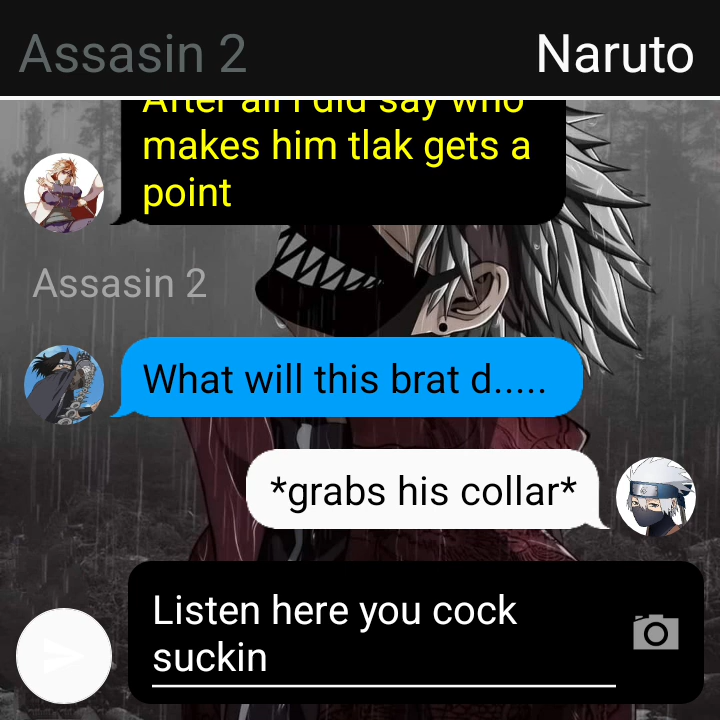 Assasin 2
Naruto
After all I did say who
makes him tlak gets a
point
Assasin 2
What will this brat d.....
*grabs his collar*
Listen here you cock
suckin